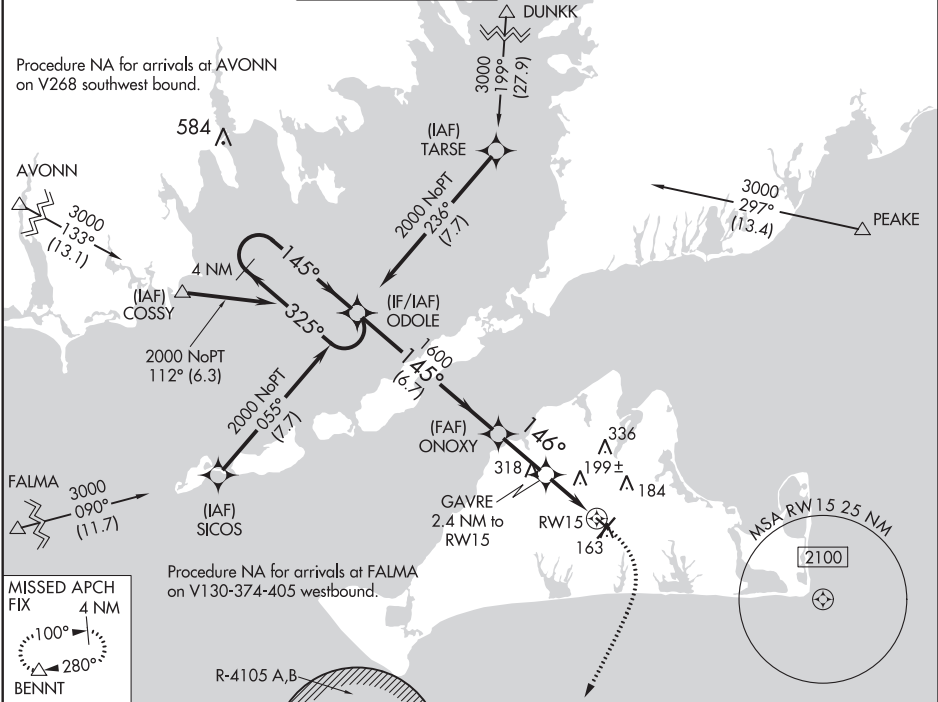 DUNKK
Procedure NA for arrivals at AVONN
on V268 southwest bound.
3000
199°
(27.9)
584
(IAF)
TARSE
AVONN
3000
133°
(13.1)
2000 NoPT
236°
(7.7)
3000
297°
(13.4)
PEAKE
4 NM
145°
325°
(IAF)
COSSY
(IF/IAF)
ODOLE
2000 NoPT
112° (6.3)
1600
145°
(6.7)
2000 NoPT
055°
(7.7)
(FAF)
ONOXY
146°
336
318
199±
184
FALMA
3000
090°
(11.7)
(IAF)
SICOS
GAVRE
2.4 NM to
RW15
RW15
163
MSA RW15 25 NM
2100
Procedure NA for arrivals at FALMA
on V130-374-405 westbound.
MISSED APCH
FIX
4 NM
100°
280°
BENNT
R-4105 A,B